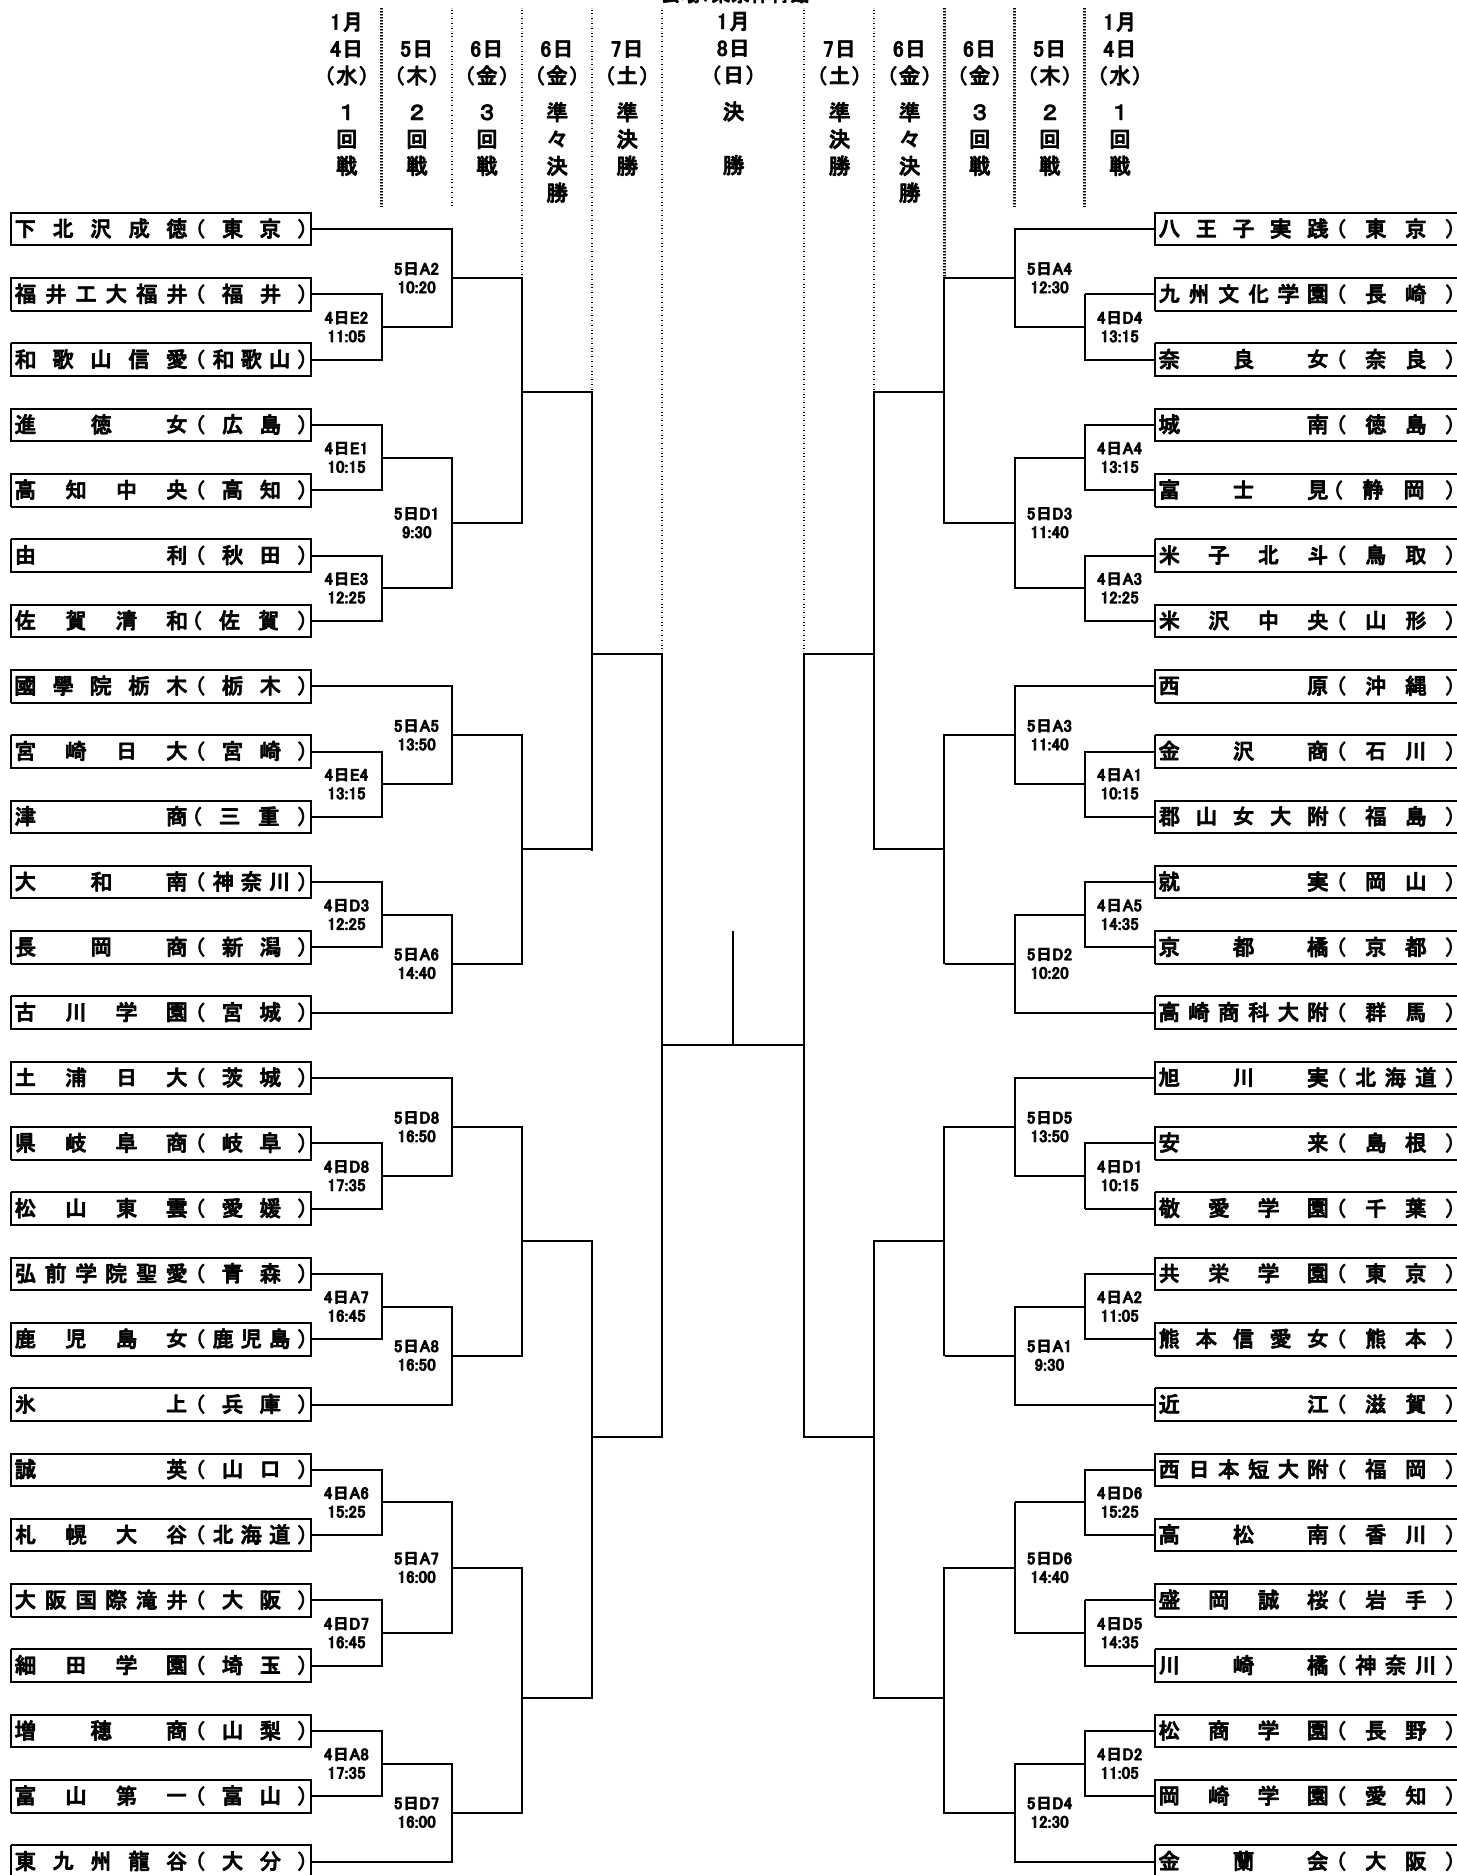 1月 4日 （水） 1回戦
5日 （木） 2回戦
6日 （金） 3回戦
6日 （金） 準々決勝
7日 （土） 準決勝
1月 8日 （日） 決勝
7日 （土） 準決勝
6日 （金） 準々決勝
6日 （金） 3回戦
5日 （木） 2回戦
1月 4日 （水） 1回戦
下北沢成徳（東京）
福井工大福井（福井）
和歌山信愛（和歌山）
進徳女（広島）
高知中央（高知）
由利（秋田）
佐賀清和（佐賀）
國學院栃木（栃木）
宮崎日大（宮崎）
津商（三重）
大和南（神奈川）
長岡商（新潟）
古川学園（宮城）
土浦日大（茨城）
県岐阜商（岐阜）
松山東雲（愛媛）
弘前学院聖愛（青森）
鹿児島女（鹿児島）
氷上（兵庫）
誠英（山口）
札幌大谷（北海道）
大阪国際滝井（大阪）
細田学園（埼玉）
増穂商（山梨）
富山第一（富山）
東九州龍谷（大分）
4日E2
11:05
4日E1
10:15
4日E3
12:25
4日E4
13:15
4日D3
12:25
4日D8
17:35
4日A7
16:45
4日A6
15:25
4日D7
16:45
4日A8
17:35
5日A2
10:20
5日D1
9:30
5日A5
13:50
5日A6
14:40
5日D8
16:50
5日A8
16:50
5日A7
16:00
5日D7
16:00
5日A4
12:30
5日D3
11:40
5日A3
11:40
5日D2
10:20
5日D5
13:50
5日A1
9:30
5日D6
14:40
5日D4
12:30
4日D4
13:15
4日A4
13:15
4日A3
12:25
4日A1
10:15
4日A5
14:35
4日D1
10:15
4日A2
11:05
4日D6
15:25
4日D5
14:35
4日D2
11:05
八王子実践（東京）
九州文化学園（長崎）
奈良女（奈良）
城南（徳島）
富士見（静岡）
米子北斗（鳥取）
米沢中央（山形）
西原（沖縄）
金沢商（石川）
郡山女大附（福島）
就実（岡山）
京都橘（京都）
高崎商科大附（群馬）
旭川実（北海道）
安来（島根）
敬愛学園（千葉）
共栄学園（東京）
熊本信愛女（熊本）
近江（滋賀）
西日本短大附（福岡）
高松南（香川）
盛岡誠桜（岩手）
川崎橘（神奈川）
松商学園（長野）
岡崎学園（愛知）
金蘭会（大阪）